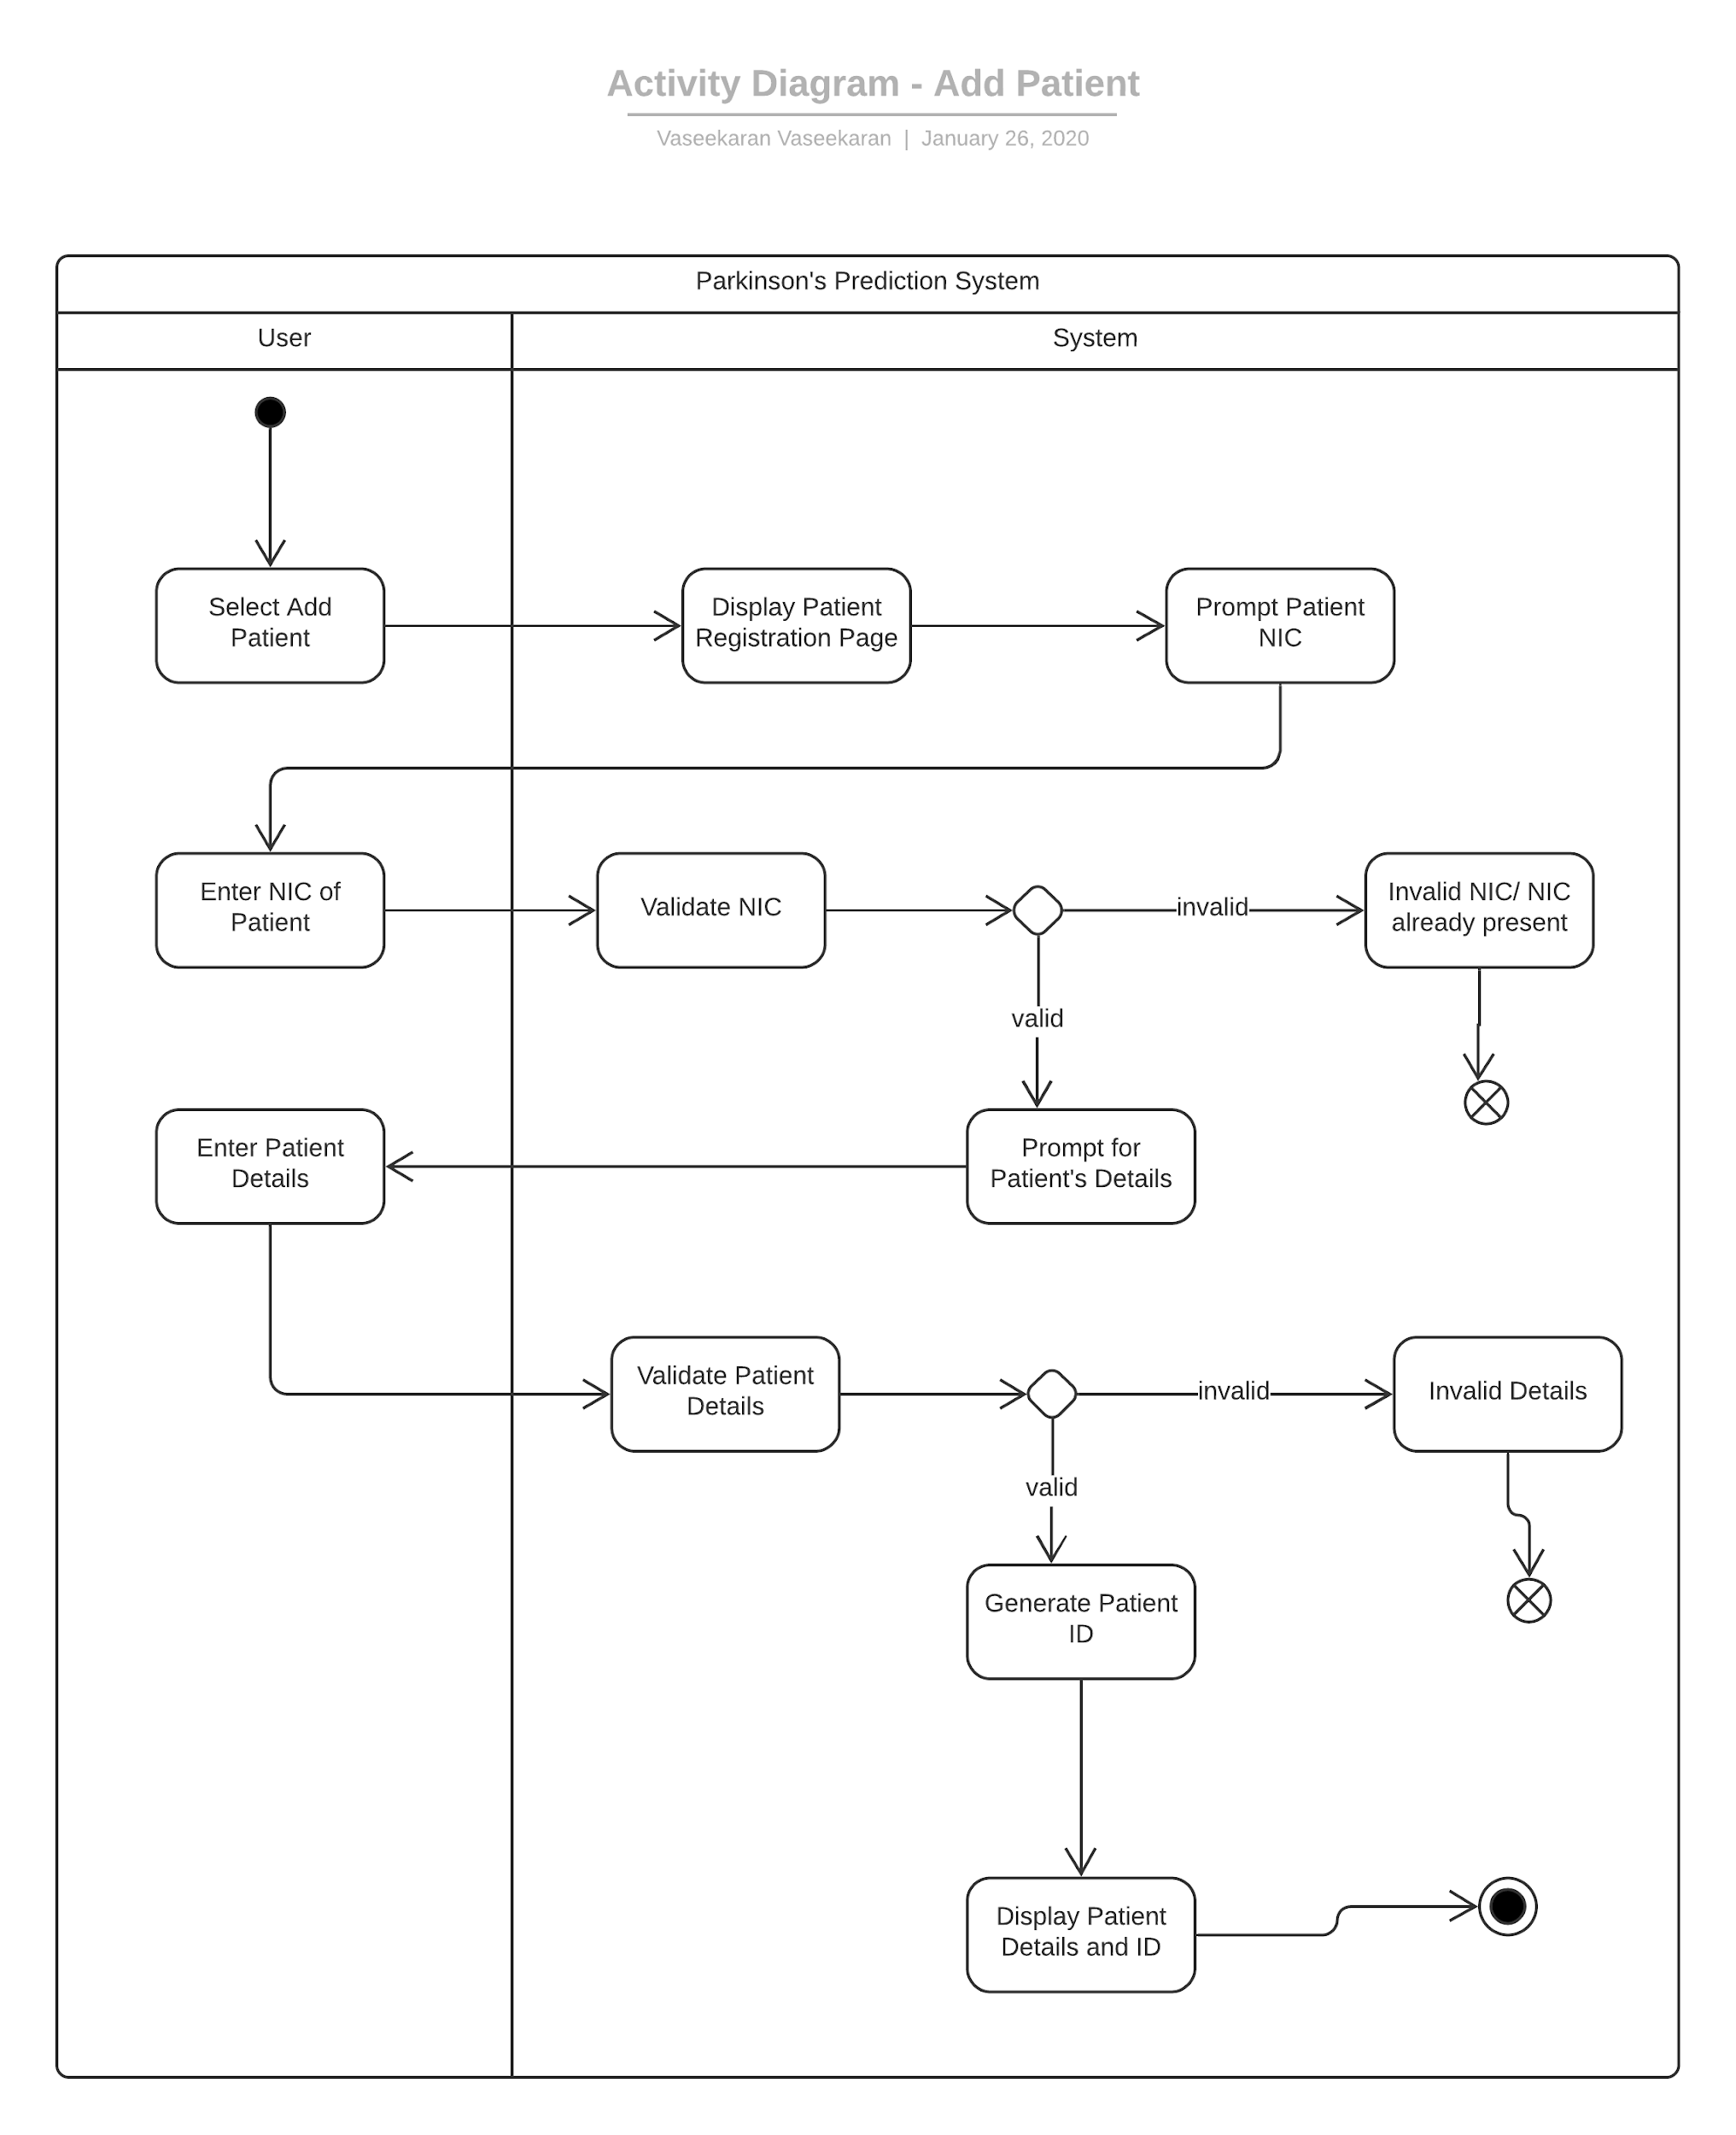 Activity Diagram - Add Patient
Vaseekaran Vaseekaran | January 26, 2020
Parkinson's Prediction System
User
System
Select Add
Patient
Display Patient
Registration Page
Prompt Patient
NIC
Enter NIC of
Patient
Validate NIC
invalid
Invalid NIC/ NIC
already present
valid
Enter Patient
Details
Prompt for
Patient's Details
Validate Patient
Details
invalid
Invalid Details
valid
Generate Patient
ID
Display Patient
Details and ID